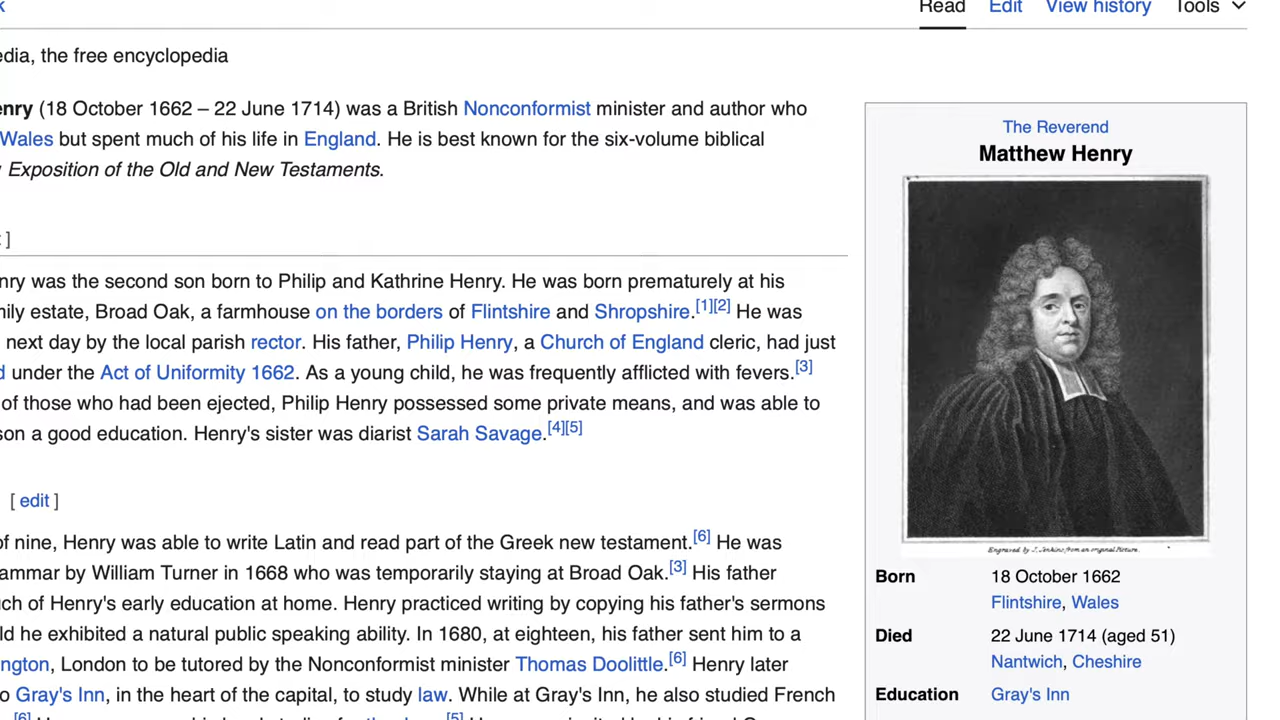 k
Read Edit View history Tools
edia, the free encyclopedia
enry (18 October 1662 – 22 June 1714) was a British Nonconformist minister and author who
Wales but spent much of his life in England. He is best known for the six-volume biblical
Exposition of the Old and New Testaments.
]
nry was the second son born to Philip and Kathrine Henry. He was born prematurely at his
mily estate, Broad Oak, a farmhouse on the borders of Flintshire and Shropshire.[1][2] He was
next day by the local parish rector. His father, Philip Henry, a Church of England cleric, had just
d under the Act of Uniformity 1662. As a young child, he was frequently afflicted with fevers.[3]
of those who had been ejected, Philip Henry possessed some private means, and was able to
son a good education. Henry's sister was diarist Sarah Savage.[4][5]
[ edit ]
of nine, Henry was able to write Latin and read part of the Greek new testament.[6] He was
ammar by William Turner in 1668 who was temporarily staying at Broad Oak.[3] His father
ch of Henry's early education at home. Henry practiced writing by copying his father's sermons
ld he exhibited a natural public speaking ability. In 1680, at eighteen, his father sent him to a
ngton, London to be tutored by the Nonconformist minister Thomas Doolittle.[6] Henry later
o Gray's Inn, in the heart of the capital, to study law. While at Gray's Inn, he also studied French
The Reverend
Matthew Henry
Engraved by J. Jenkins, from an original Picture.
Born 18 October 1662
Flintshire, Wales
Died 22 June 1714 (aged 51)
Nantwich, Cheshire
Education Gray's Inn